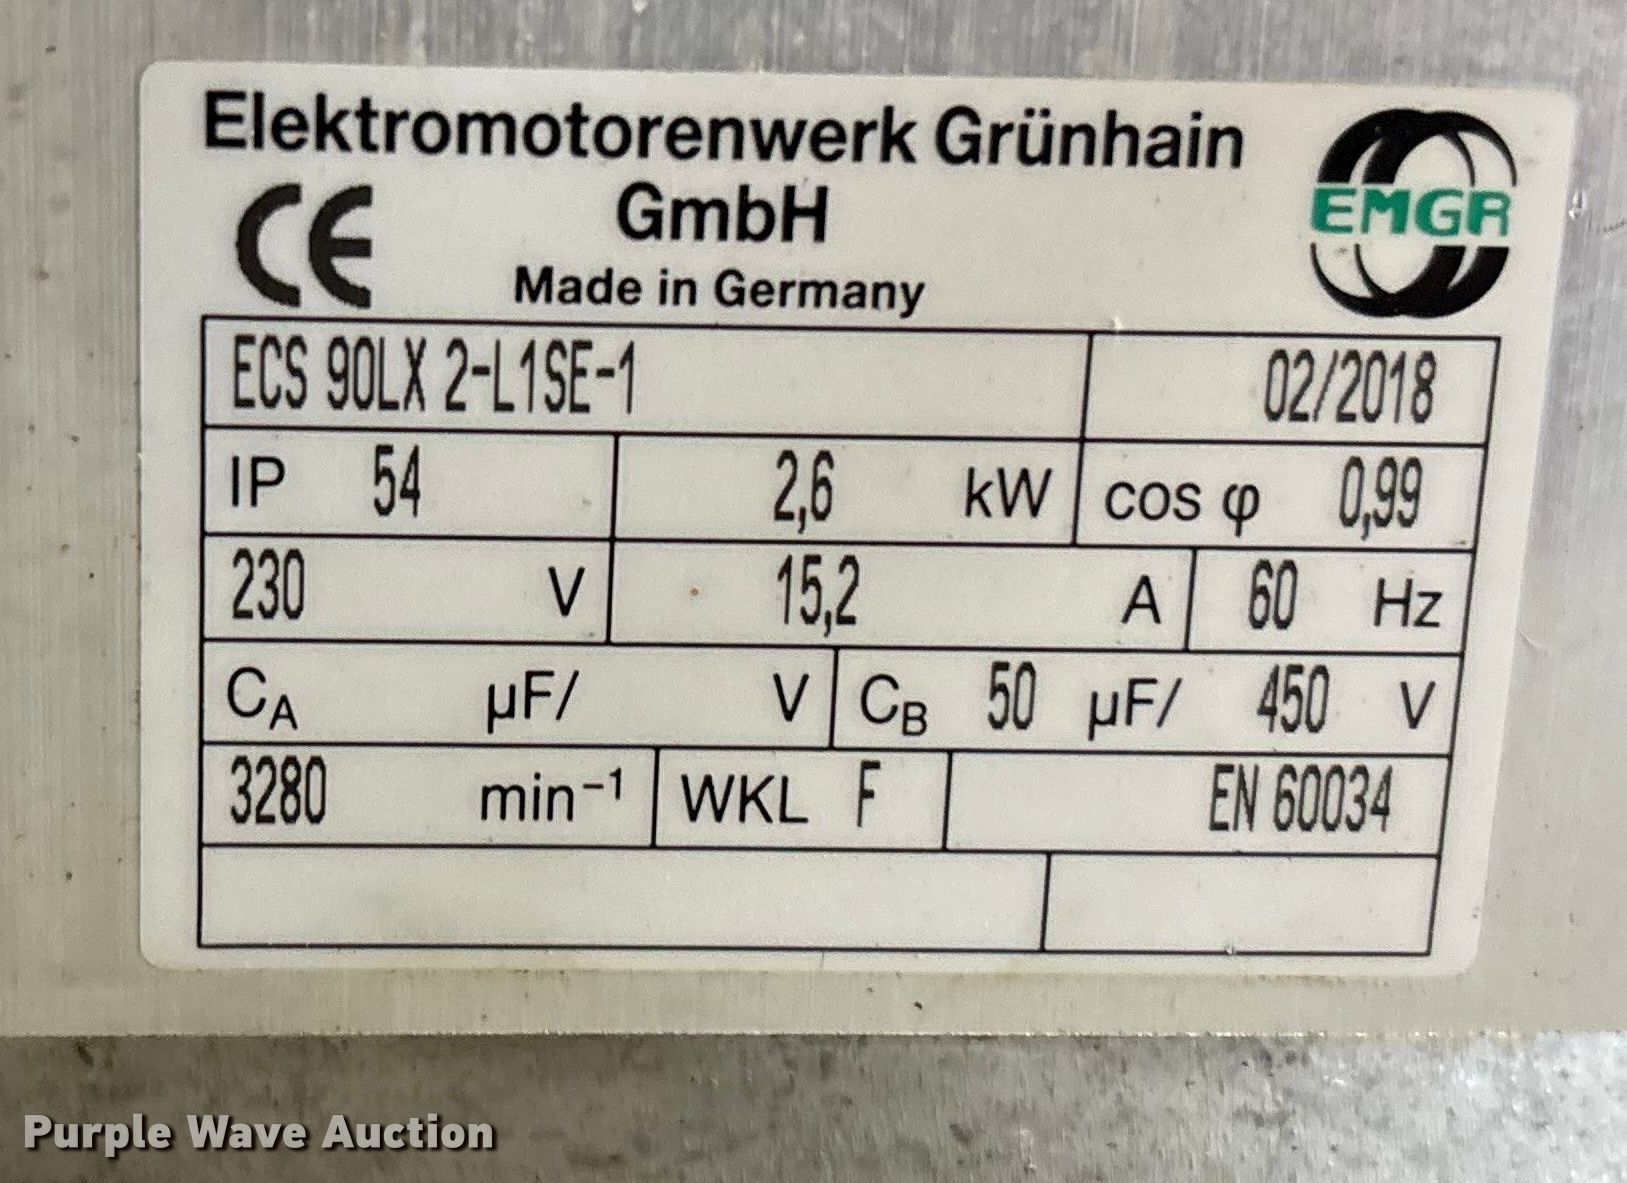 Elektromotorenwerk Grünhain
GmbH
Made in Germany
CE
EMGR
ECS 90LX 2-L1SE-1 02/2018
IP 54 2,6 kW cos φ 0,99
230 V 15,2 A 60 Hz
CA µF/ V CB 50 µF/ 450 V
3280 min⁻¹ WKL F EN 60034
Purple Wave Auction